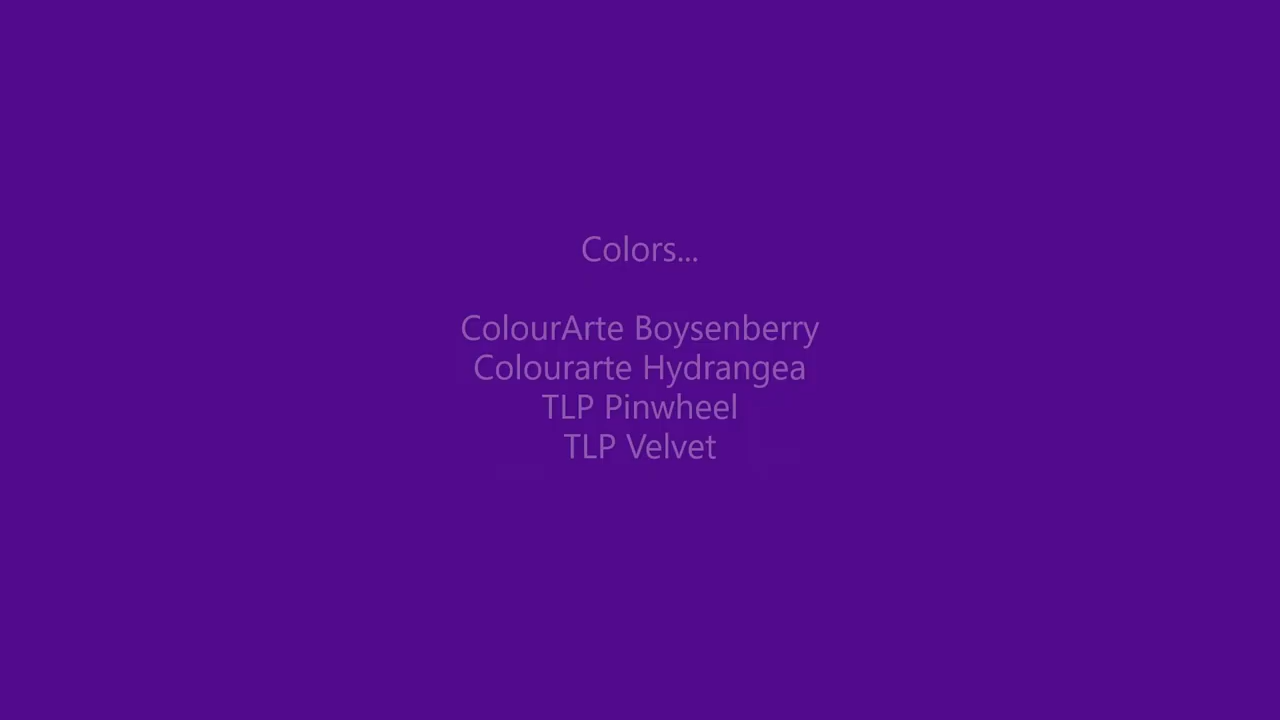 Colors...
ColourArte Boysenberry
Colourarte Hydrangea
TLP Pinwheel
TLP Velvet